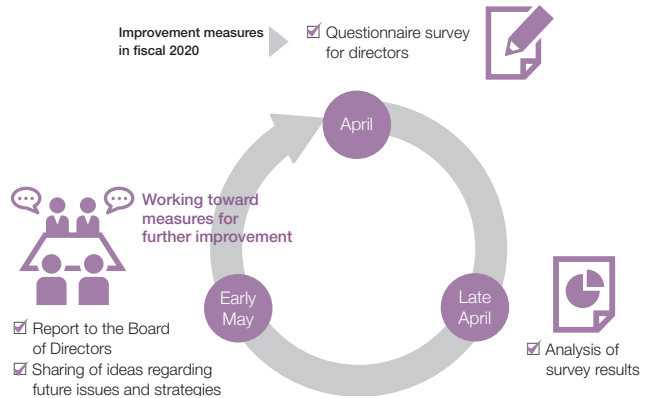 Improvement measures
in fiscal 2020
Questionnaire survey
for directors
April
Working toward
measures for
further improvement
Early
May
Late
April
Report to the Board
of Directors
Sharing of ideas regarding
future issues and strategies
Analysis of
survey results